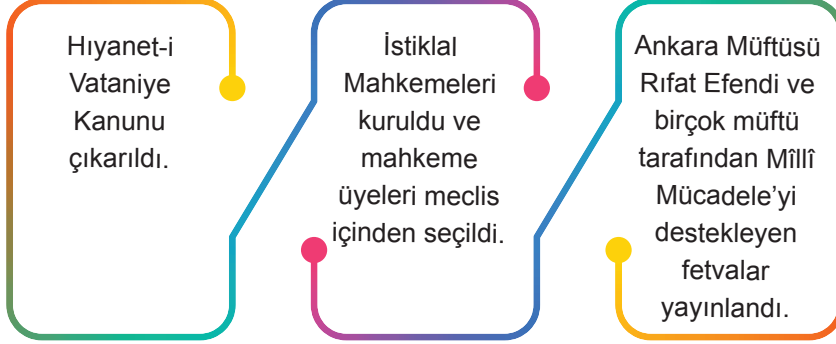 Hıyanet-i
Vataniye
Kanunu
çıkarıldı.
İstiklal
Mahkemeleri
kuruldu ve
mahkeme
üyeleri meclis
içinden seçildi.
Ankara Müftüsü
Rıfat Efendi ve
birçok müftü
tarafından Mîllî
Mücadele’yi
destekleyen
fetvalar
yayınlandı.